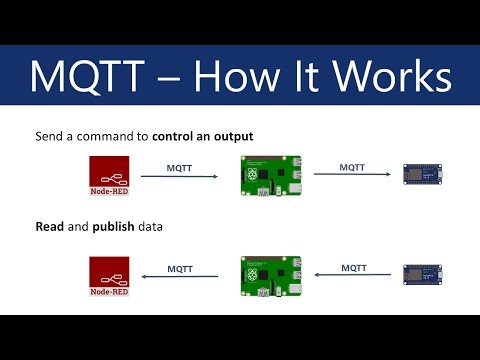 MQTT – How It Works
Send a command to control an output
MQTT
MQTT
Node-RED
Read and publish data
MQTT
MQTT
Node-RED